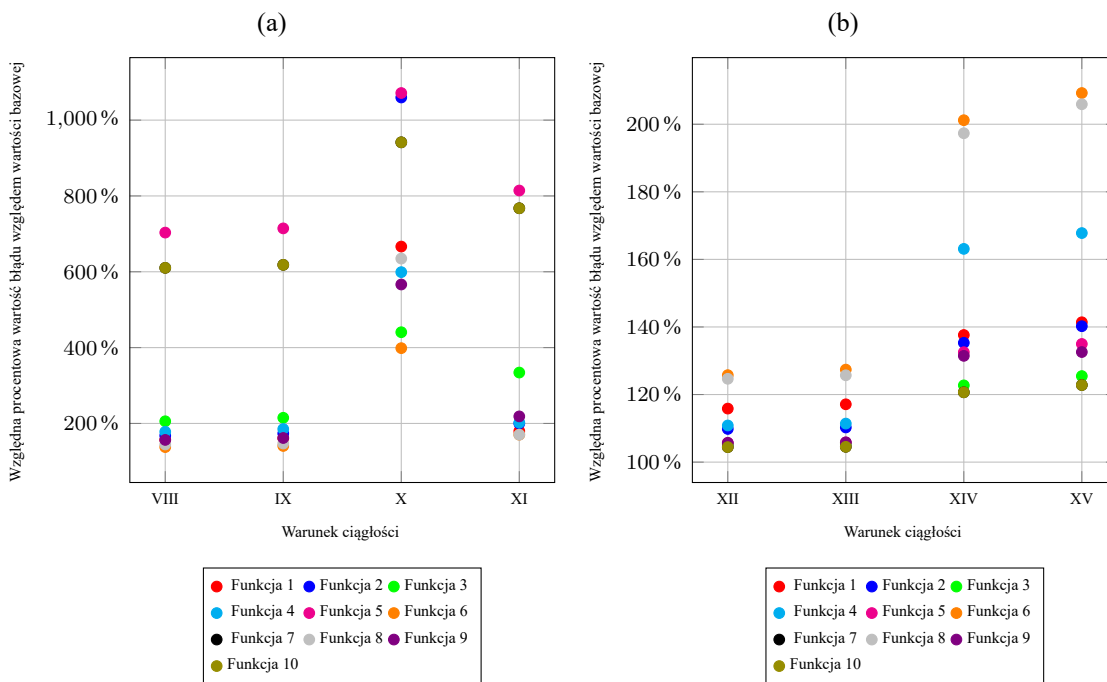 (a)
Względna procentowa wartość błądu względem wartości bazowej
1,000 %
800 %
600 %
400 %
200 %
VIII IX X XI
Warunek ciągłości
Funkcja 1 Funkcja 2 Funkcja 3
Funkcja 4 Funkcja 5 Funkcja 6
Funkcja 7 Funkcja 8 Funkcja 9
Funkcja 10
(b)
Względna procentowa wartość błądu względem wartości bazowej
200 %
180 %
160 %
140 %
120 %
100 %
XII XIII XIV XV
Warunek ciągłości
Funkcja 1 Funkcja 2 Funkcja 3
Funkcja 4 Funkcja 5 Funkcja 6
Funkcja 7 Funkcja 8 Funkcja 9
Funkcja 10